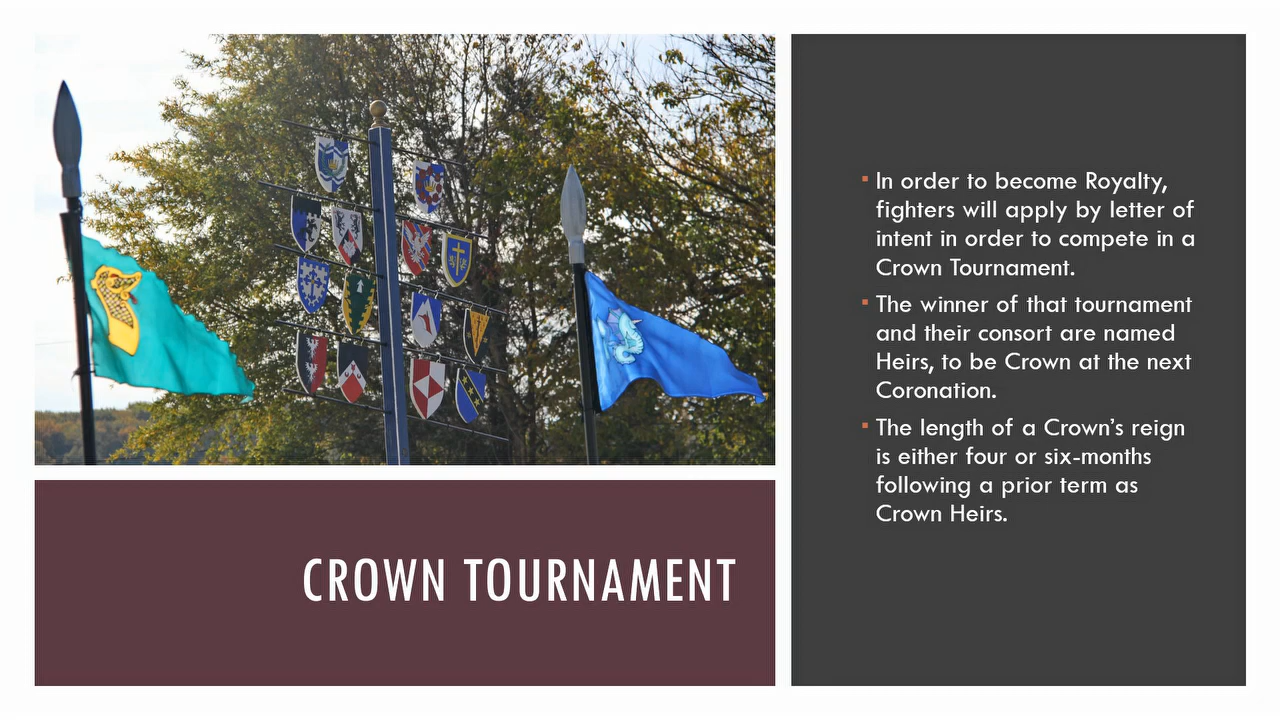 CROWN TOURNAMENT
In order to become Royalty,
fighters will apply by letter of
intent in order to compete in a
Crown Tournament.
The winner of that tournament
and their consort are named
Heirs, to be Crown at the next
Coronation.
The length of a Crown's reign
is either four or six-months
following a prior term as
Crown Heirs.